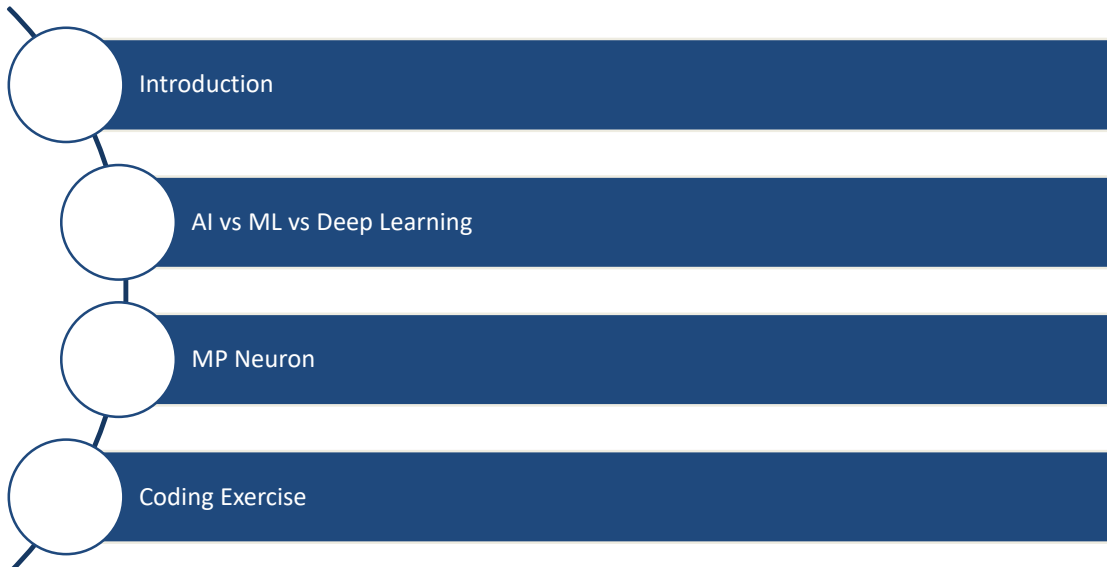 Introduction
AI vs ML vs Deep Learning
MP Neuron
Coding Exercise